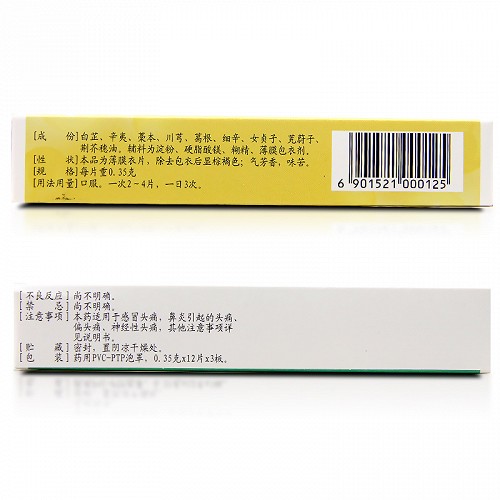 [成 份]白芷、辛夷、藁本、川芎、葛根、细辛、女贞子、茺蔚子、
荆芥穗油。辅料为淀粉、硬脂酸镁、糊精、薄膜包衣剂。
[性 状]本品为薄膜衣片，除去包衣后显棕褐色；气芳香，味苦。
[规 格]每片重0.35克
[用法用量]口服。一次2-4片，一日3次。
6 901521 000125
[不良反应]尚不明确。
[禁 忌]尚不明确。
[注意事项]本药适用于感冒头痛，鼻炎引起的头痛、
偏头痛、神经性头痛，其他注意事项详
见说明书。
[贮 藏]密封，置阴凉干燥处。
[包 装]药用PVC-PTP泡罩，0.35克x12片x3板。